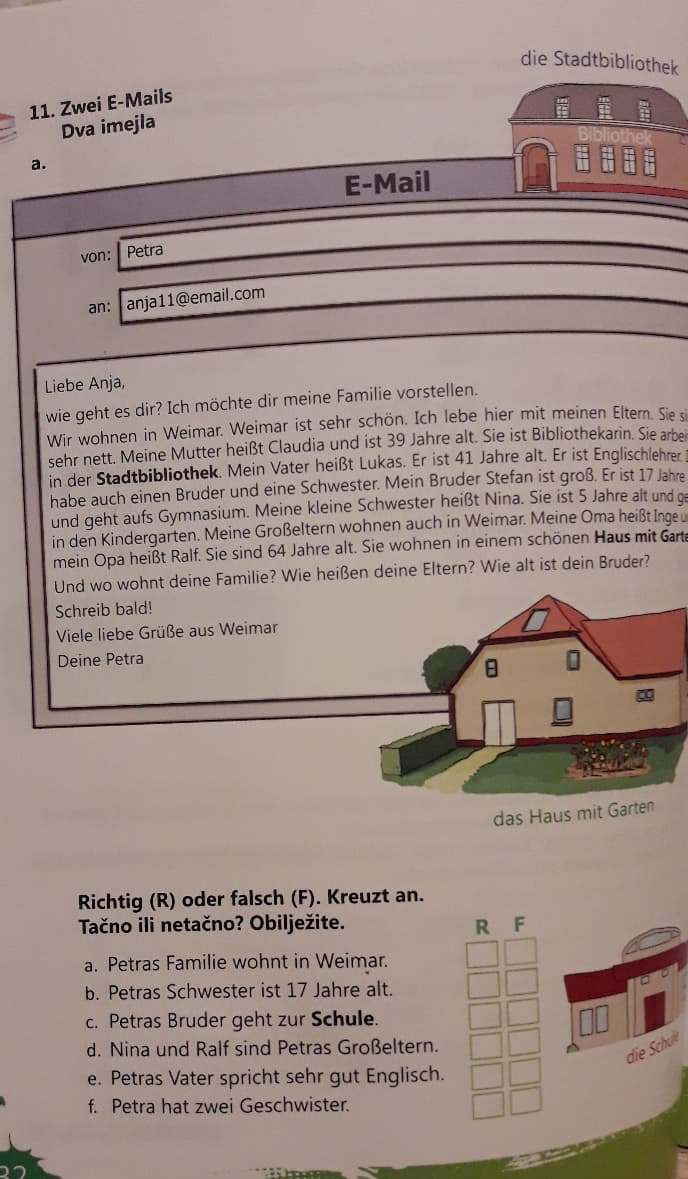 die Stadtbibliothek
11. Zwei E-Mails
Dva imejla
Bibliothek
a.
E-Mail
von: Petra
an: anja11@email.com
Liebe Anja,
wie geht es dir? Ich möchte dir meine Familie vorstellen.
Wir wohnen in Weimar. Weimar ist sehr schön. Ich lebe hier mit meinen Eltern. Sie
sehr nett. Meine Mutter heißt Claudia und ist 39 Jahre alt. Sie ist Bibliothekarin. Sie
in der Stadtbibliothek. Mein Vater heißt Lukas. Er ist 41 Jahre alt. Er ist Englischlehrer.
habe auch einen Bruder und eine Schwester. Mein Bruder Stefan ist groß. Er ist 17 Jahre
und geht aufs Gymnasium. Meine kleine Schwester heißt Nina. Sie ist 5 Jahre alt und
in den Kindergarten. Meine Großeltern wohnen auch in Weimar. Meine Oma heißt Inge
mein Opa heißt Ralf. Sie sind 64 Jahre alt. Sie wohnen in einem schönen Haus mit
Und wo wohnt deine Familie? Wie heißen deine Eltern? Wie alt ist dein Bruder?
Schreib bald!
Viele liebe Grüße aus Weimar
Deine Petra
das Haus mit Garten
Richtig (R) oder falsch (F). Kreuzt an.
Tačno ili netačno? Obilježite.
R F
a. Petras Familie wohnt in Weimar.
b. Petras Schwester ist 17 Jahre alt.
c. Petras Bruder geht zur Schule.
d. Nina und Ralf sind Petras Großeltern.
e. Petras Vater spricht sehr gut Englisch.
f. Petra hat zwei Geschwister.
die Schule